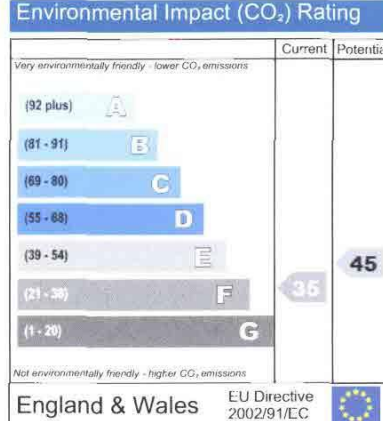 Environmental Impact (CO₂) Rating
Current Potentia
Very environmentally friendly - lower CO₂ emissions
(92 plus) A
(81 - 91) B
(69 - 80) C
(55 - 68) D
(39 - 54) E
45
(21 - 38) F
35
(1 - 20) G
Not environmentally friendly - higher CO₂ emissions
England & Wales
EU Directive
2002/91/EC